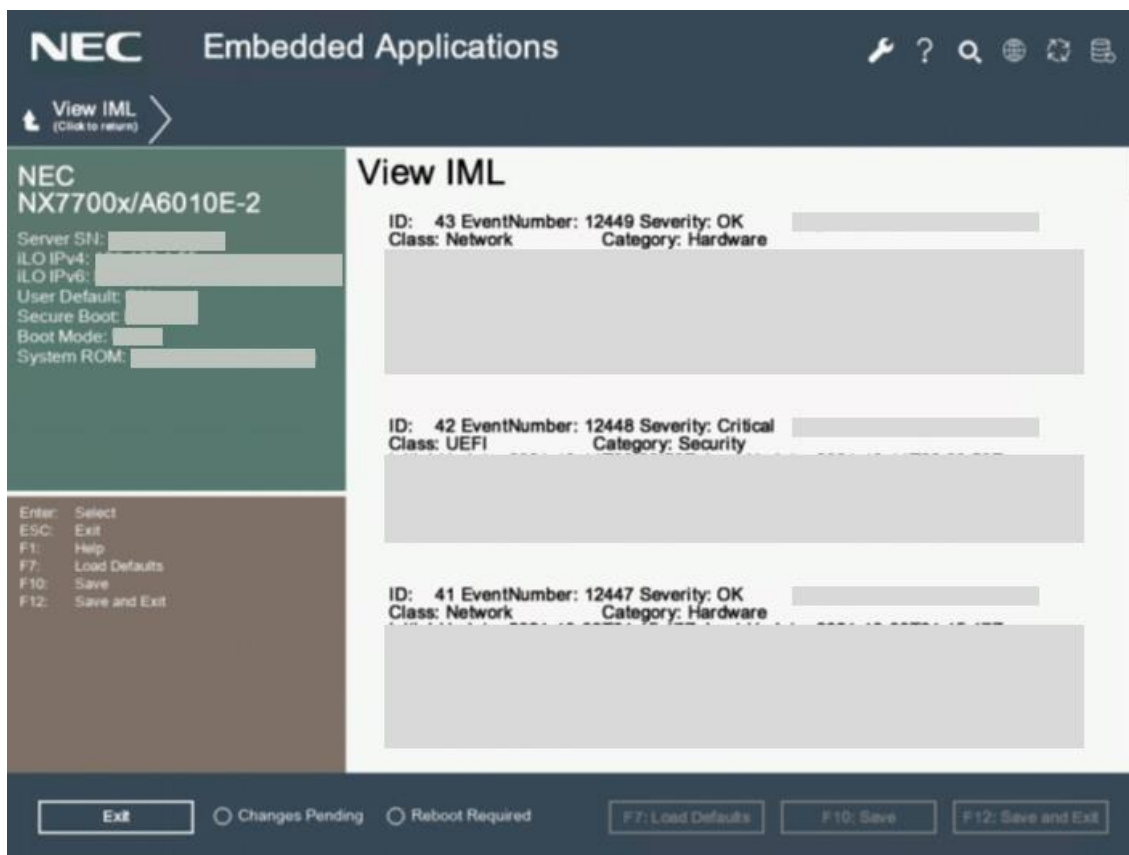 NEC Embedded Applications
View IML
(Click to return)
NEC
NX7700x/A6010E-2
Server SN:
iLO IPv4:
iLO IPv6:
User Default:
Secure Boot:
Boot Mode:
System ROM:
Enter: Select
ESC: Exit
F1: Help
F7: Load Defaults
F10: Save
F12: Save and Exit
View IML
ID: 43 EventNumber: 12449 Severity: OK
Class: Network Category: Hardware
ID: 42 EventNumber: 12448 Severity: Critical
Class: UEFI Category: Security
ID: 41 EventNumber: 12447 Severity: OK
Class: Network Category: Hardware
Exit
Changes Pending
Reboot Required
F7: Load Defaults
F10: Save
F12: Save and Exit